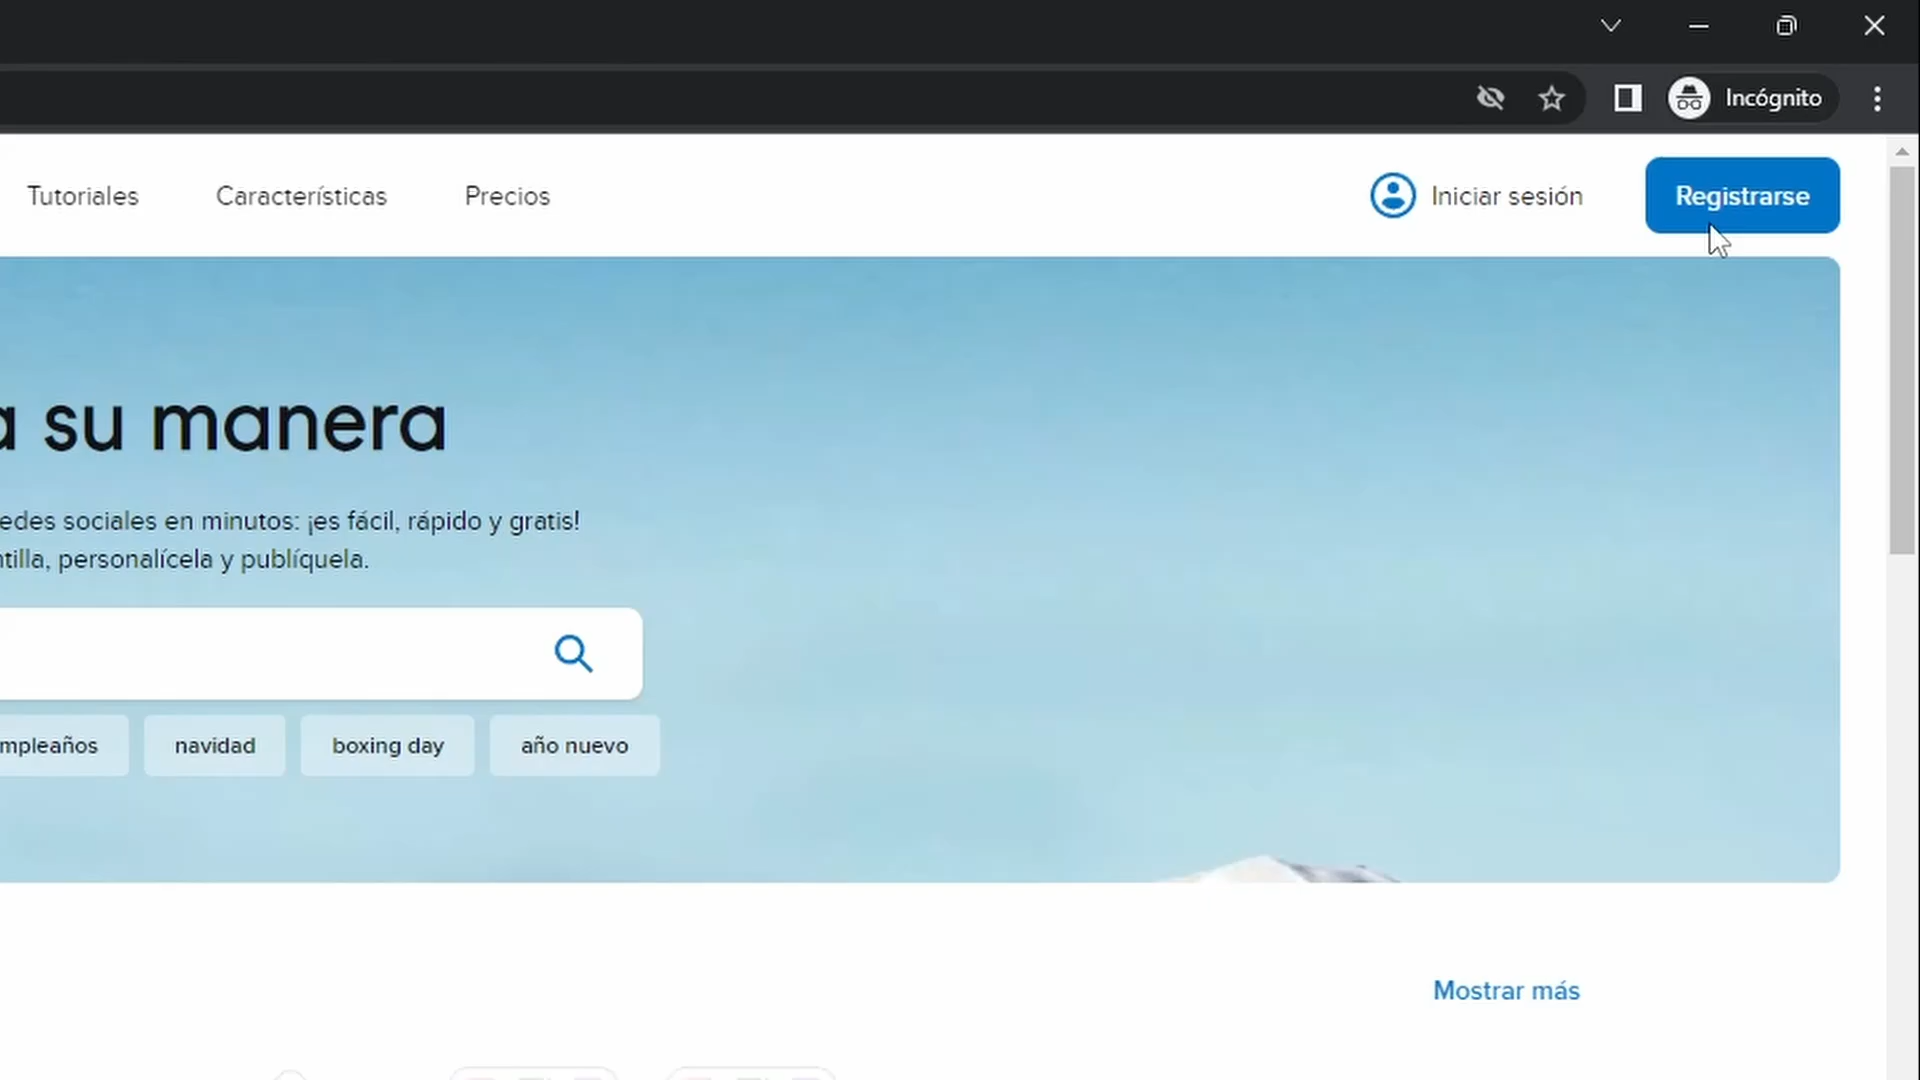 Incógnito
Tutoriales Características Precios Iniciar sesión Registrarse
a su manera
edes sociales en minutos: ¡es fácil, rápido y gratis!
ntilla, personalícela y publíquela.
mpleaños navidad boxing day año nuevo
Mostrar más